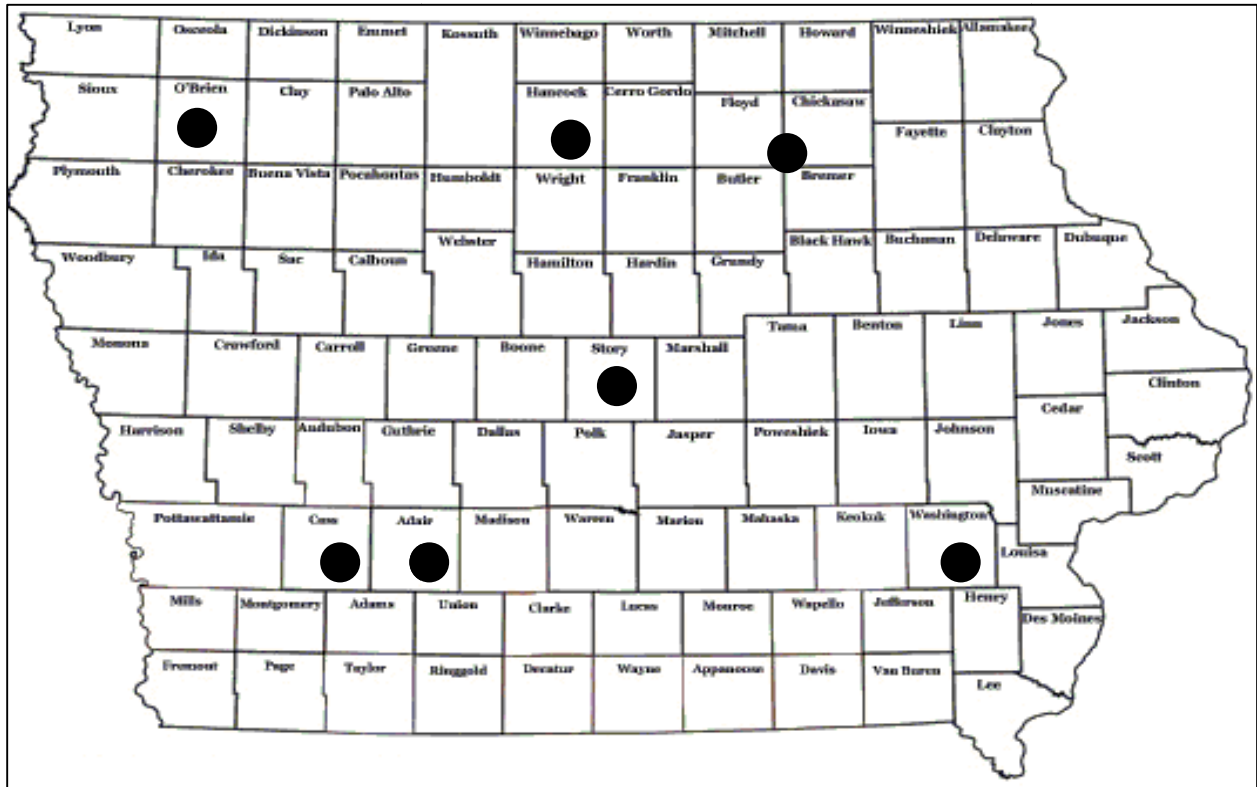 Lyon Osceola Dickinson Emmet Kossuth Winnebago Worth Mitchell Howard Winneshiek Allamakee
Sioux O'Brien Clay Palo Alto Hancock Cerro Gordo Floyd Chickasaw
Fayette Clayton
Plymouth Cherokee Buena Vista Pocahontas Humboldt Wright Franklin Butler Bremer
Webster Black Hawk Buchanan Delaware Dubuque
Woodbury Ida Sac Calhoun Hamilton Hardin Grundy
Tama Benton Linn Jones Jackson
Monona Crawford Carroll Greene Boone Story Marshall
Clinton
Cedar
Harrison Shelby Audubon Guthrie Dallas Polk Jasper Poweshiek Iowa Johnson
Scott
Muscatine
Pottawattamie Cass Adair Madison Warren Marion Mahaska Keokuk Washington
Louisa
Mills Montgomery Adams Union Clarke Lucas Monroe Wapello Jefferson Henry
Des Moines
Fremont Page Taylor Ringgold Decatur Wayne Appanoose Davis Van Buren
Lee